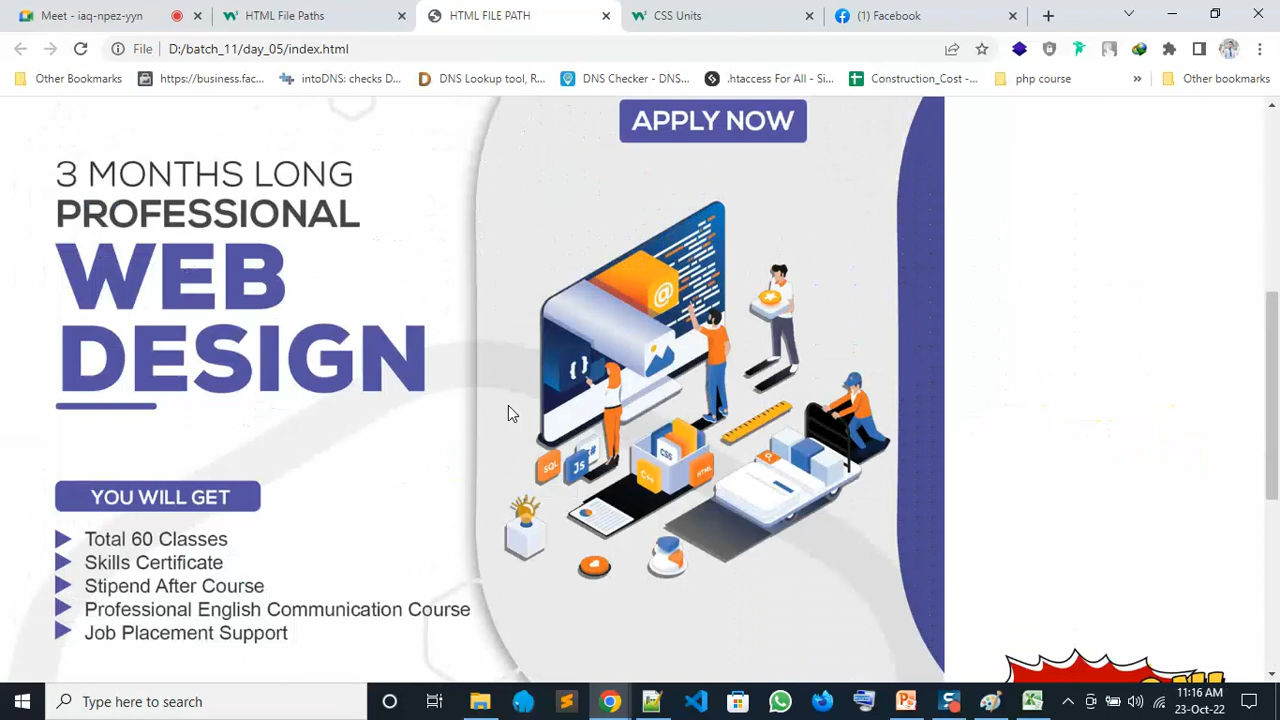 Meet - iaq-npez-yyn
HTML File Paths
HTML FILE PATH
CSS Units
(1) Facebook
File
D:/batch_11/day_05/index.html
Other Bookmarks
https://business.fac...
intoDNS: checks D...
DNS Lookup tool, R...
DNS Checker - DNS...
.htaccess For All - Si...
Construction_Cost -...
php course
»
Other bookmarks
APPLY NOW
3 MONTHS LONG
PROFESSIONAL
WEB
DESIGN
@
{ }
SQL
JS
C#
CSS
C++
HTML
YOU WILL GET
Total 60 Classes
Skills Certificate
Stipend After Course
Professional English Communication Course
Job Placement Support
Type here to search
11:16 AM
23-Oct-22